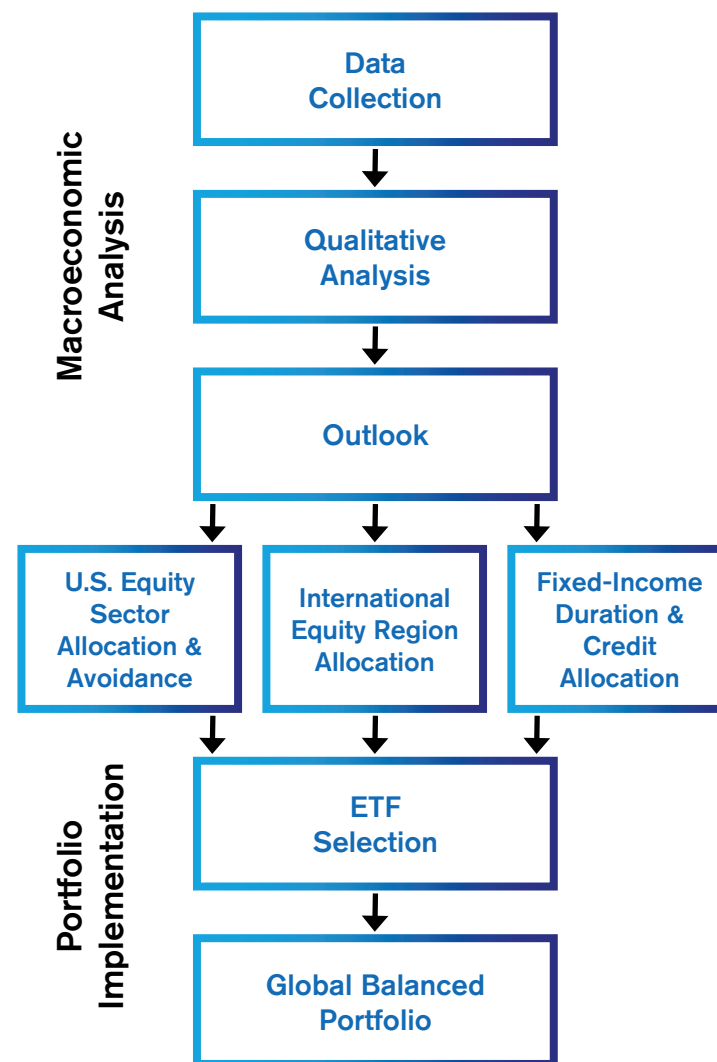 Macroeconomic
Analysis
Data
Collection
Qualitative
Analysis
Outlook
U.S. Equity
Sector
Allocation &
Avoidance
International
Equity Region
Allocation
Fixed-Income
Duration &
Credit
Allocation
Portfolio
Implementation
ETF
Selection
Global Balanced
Portfolio